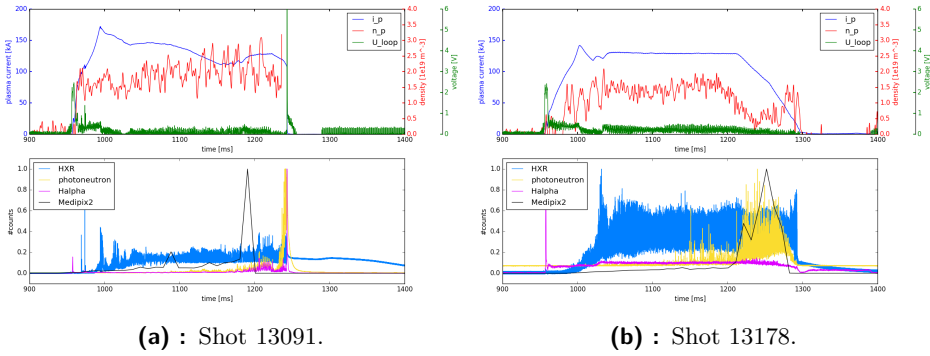 200
150
100
50
0
plasma current [kA]
i_p
n_p
U_loop
4.0
3.5
3.0
2.5
2.0
1.5
1.0
0.5
0.0
density [1e19 m^-3]
6
5
4
3
2
1
0
voltage [V]
900 1000 1100 1200 1300 1400
time [ms]
1.0
0.8
0.6
0.4
0.2
0.0
#counts
HXR
photoneutron
Halpha
Medipix2
900 1000 1100 1200 1300 1400
time [ms]
(a) : Shot 13091.
200
150
100
50
0
plasma current [kA]
i_p
n_p
U_loop
4.0
3.5
3.0
2.5
2.0
1.5
1.0
0.5
0.0
density [1e19 m^-3]
6
5
4
3
2
1
0
voltage [V]
900 1000 1100 1200 1300 1400
time [ms]
1.0
0.8
0.6
0.4
0.2
0.0
#counts
HXR
photoneutron
Halpha
Medipix2
900 1000 1100 1200 1300 1400
time [ms]
(b) : Shot 13178.